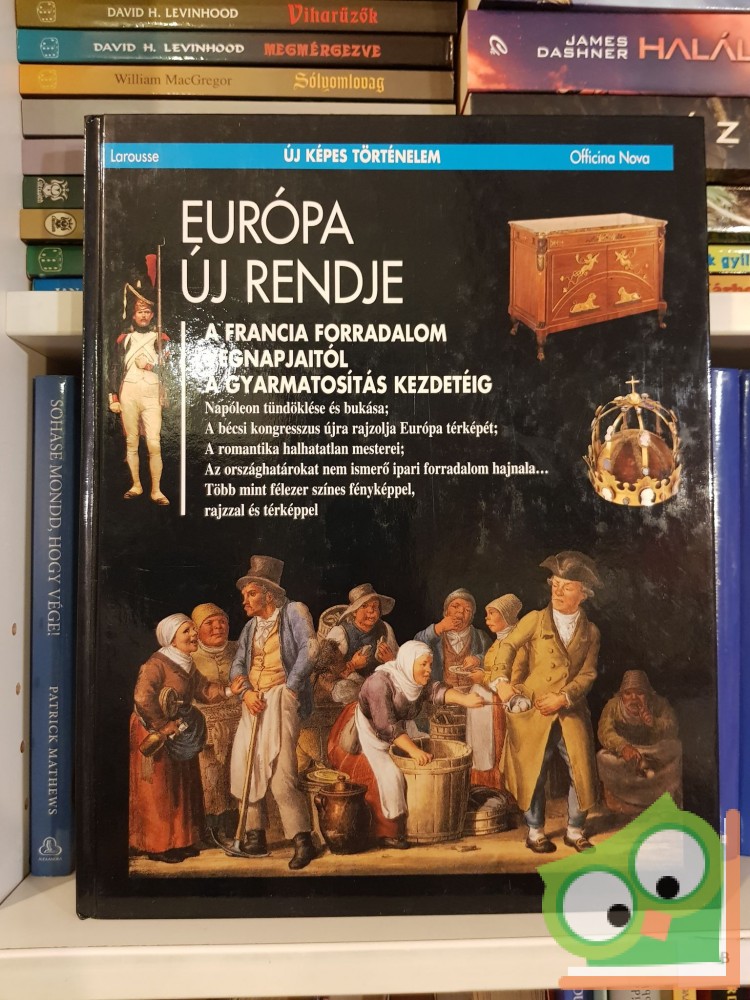 DAVID H. LEVINHOOD Viharűzők
DAVID H. LEVINHOOD MEGMÉRGEZVE
William MacGregor Sólyomlovag
JAMES
DASHNER HALÁL
Larousse ÚJ KÉPES TÖRTÉNELEM Officina Nova
EURÓPA
ÚJ RENDJE
A FRANCIA FORRADALOM
VÉGNAPJAITÓL
A GYARMATOSÍTÁS KEZDETÉIG
Napóleon tündöklése és bukása;
A bécsi kongresszus újra rajzolja Európa térképét;
A romantika halhatatlan mesterei;
Az országhatárokat nem ismerő ipari forradalom hajnala...
Több mint félezer színes fényképpel,
rajzzal és térképpel
SOHASE MONDD, HOGY VÉGE!
PATRICK MATHEWS